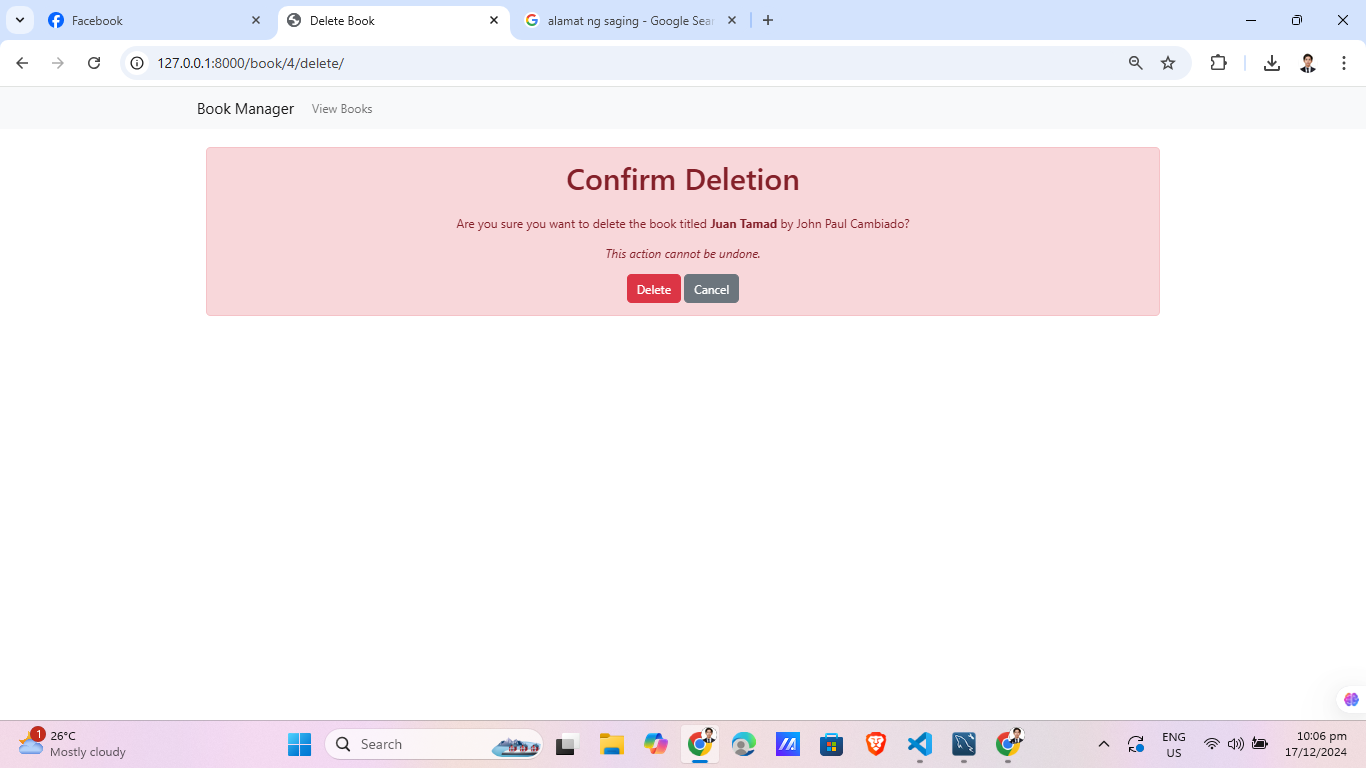 Facebook
Delete Book
alamat ng saging - Google Sear
127.0.0.1:8000/book/4/delete/
Book Manager View Books
Confirm Deletion
Are you sure you want to delete the book titled Juan Tamad by John Paul Cambiado?
This action cannot be undone.
Delete Cancel
1
26°C
Mostly cloudy
Search
ENG
US
10:06 pm
17/12/2024